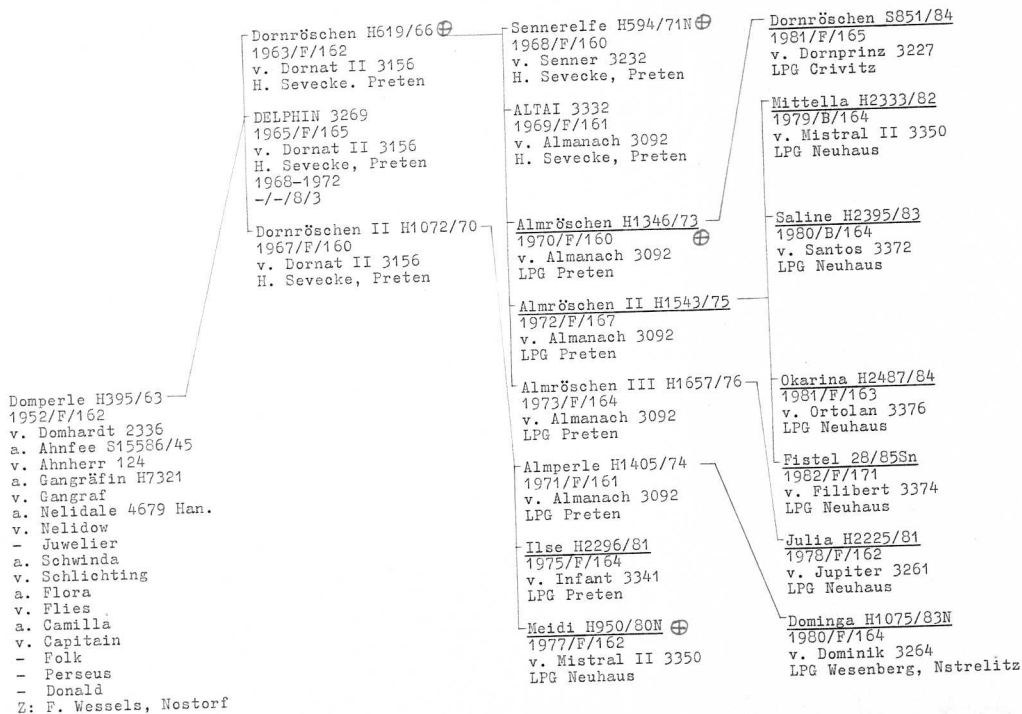 Dornröschen H619/66
1963/F/162
v. Dornat II 3156
H. Sevecke. Preten
DELPHIN 3269
1965/F/165
v. Dornat II 3156
H. Sevecke, Preten
1968-1972
-/-/8/3
Dornröschen II H1072/70
1967/F/160
v. Dornat II 3156
H. Sevecke, Preten
Domperle H395/63
1952/F/162
v. Domhardt 2336
a. Ahnfee S15586/45
v. Ahnherr 124
a. Gangräfin H7321
v. Gangraf
a. Nelidale 4679 Han.
v. Nelidow
- Juwelier
a. Schwinda
v. Schlichting
a. Flora
v. Flies
a. Camilla
v. Capitain
- Folk
- Perseus
- Donald
Z: F. Wessels, Nostorf
Sennerelfe H594/71N
1968/F/160
v. Senner 3232
H. Sevecke, Preten
ALTAI 3332
1969/F/161
v. Almanach 3092
H. Sevecke, Preten
Almröschen H1346/73
1970/F/160
v. Almanach 3092
LPG Preten
Almröschen II H1543/75
1972/F/167
v. Almanach 3092
LPG Preten
Almröschen III H1657/76
1973/F/164
v. Almanach 3092
LPG Preten
Almperle H1405/74
1971/F/161
v. Almanach 3092
LPG Preten
Ilse H2296/81
1975/F/164
v. Infant 3341
LPG Preten
Meidi H950/80N
1977/F/162
v. Mistral II 3350
LPG Neuhaus
Dornröschen S851/84
1981/F/165
v. Dornprinz 3227
LPG Crivitz
Mittella H2333/82
1979/B/164
v. Mistral II 3350
LPG Neuhaus
Saline H2395/83
1980/B/164
v. Santos 3372
LPG Neuhaus
Okarina H2487/84
1981/F/163
v. Ortolan 3376
LPG Neuhaus
Fistel 28/85Sn
1982/F/171
v. Filibert 3374
LPG Neuhaus
Julia H2225/81
1978/F/162
v. Jupiter 3261
LPG Neuhaus
Dominga H1075/83N
1980/F/164
v. Dominik 3264
LPG Wesenberg, Nstrelitz